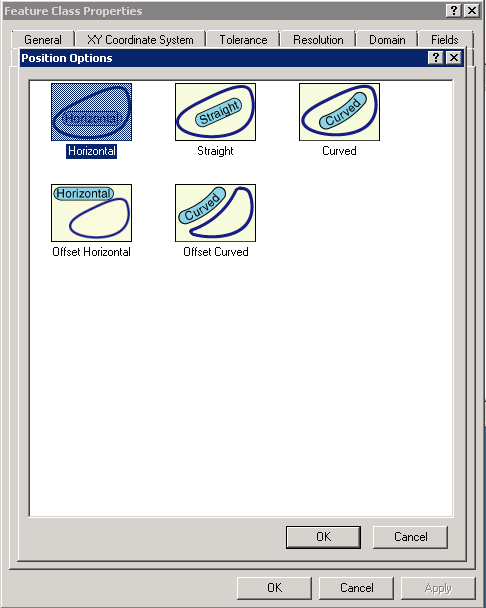 Feature Class Properties
General XY Coordinate System Tolerance Resolution Domain Fields
Position Options
Horizontal Straight Curved
Horizontal Straight Curved
Horizontal Curved
Offset Horizontal Offset Curved
OK Cancel
OK Cancel Apply